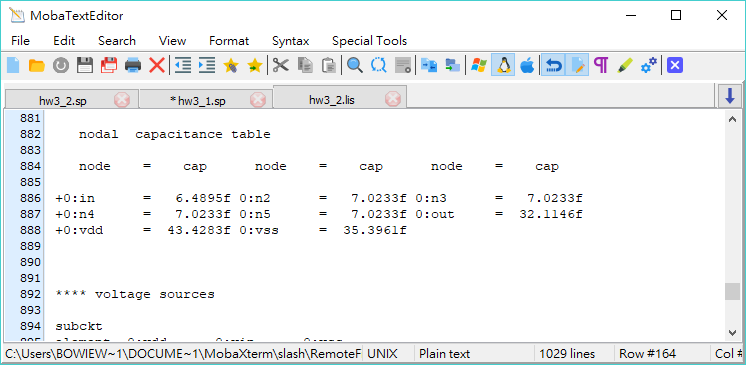 MobaTextEditor
File Edit Search View Format Syntax Special Tools
hw3_2.sp *hw3_1.sp hw3_2.lis
881
882 nodal capacitance table
883
884 node = cap node = cap node = cap
885
886 +0:in = 6.4895f 0:n2 = 7.0233f 0:n3 = 7.0233f
887 +0:n4 = 7.0233f 0:n5 = 7.0233f 0:out = 32.1146f
888 +0:vdd = 43.4283f 0:vss = 35.3961f
889
890
891
892 **** voltage sources
893
894 subckt
C:\Users\BOWIEW~1\DOCUME~1\MobaXterm\slash\RemoteF UNIX Plain text 1029 lines Row #164 Col #